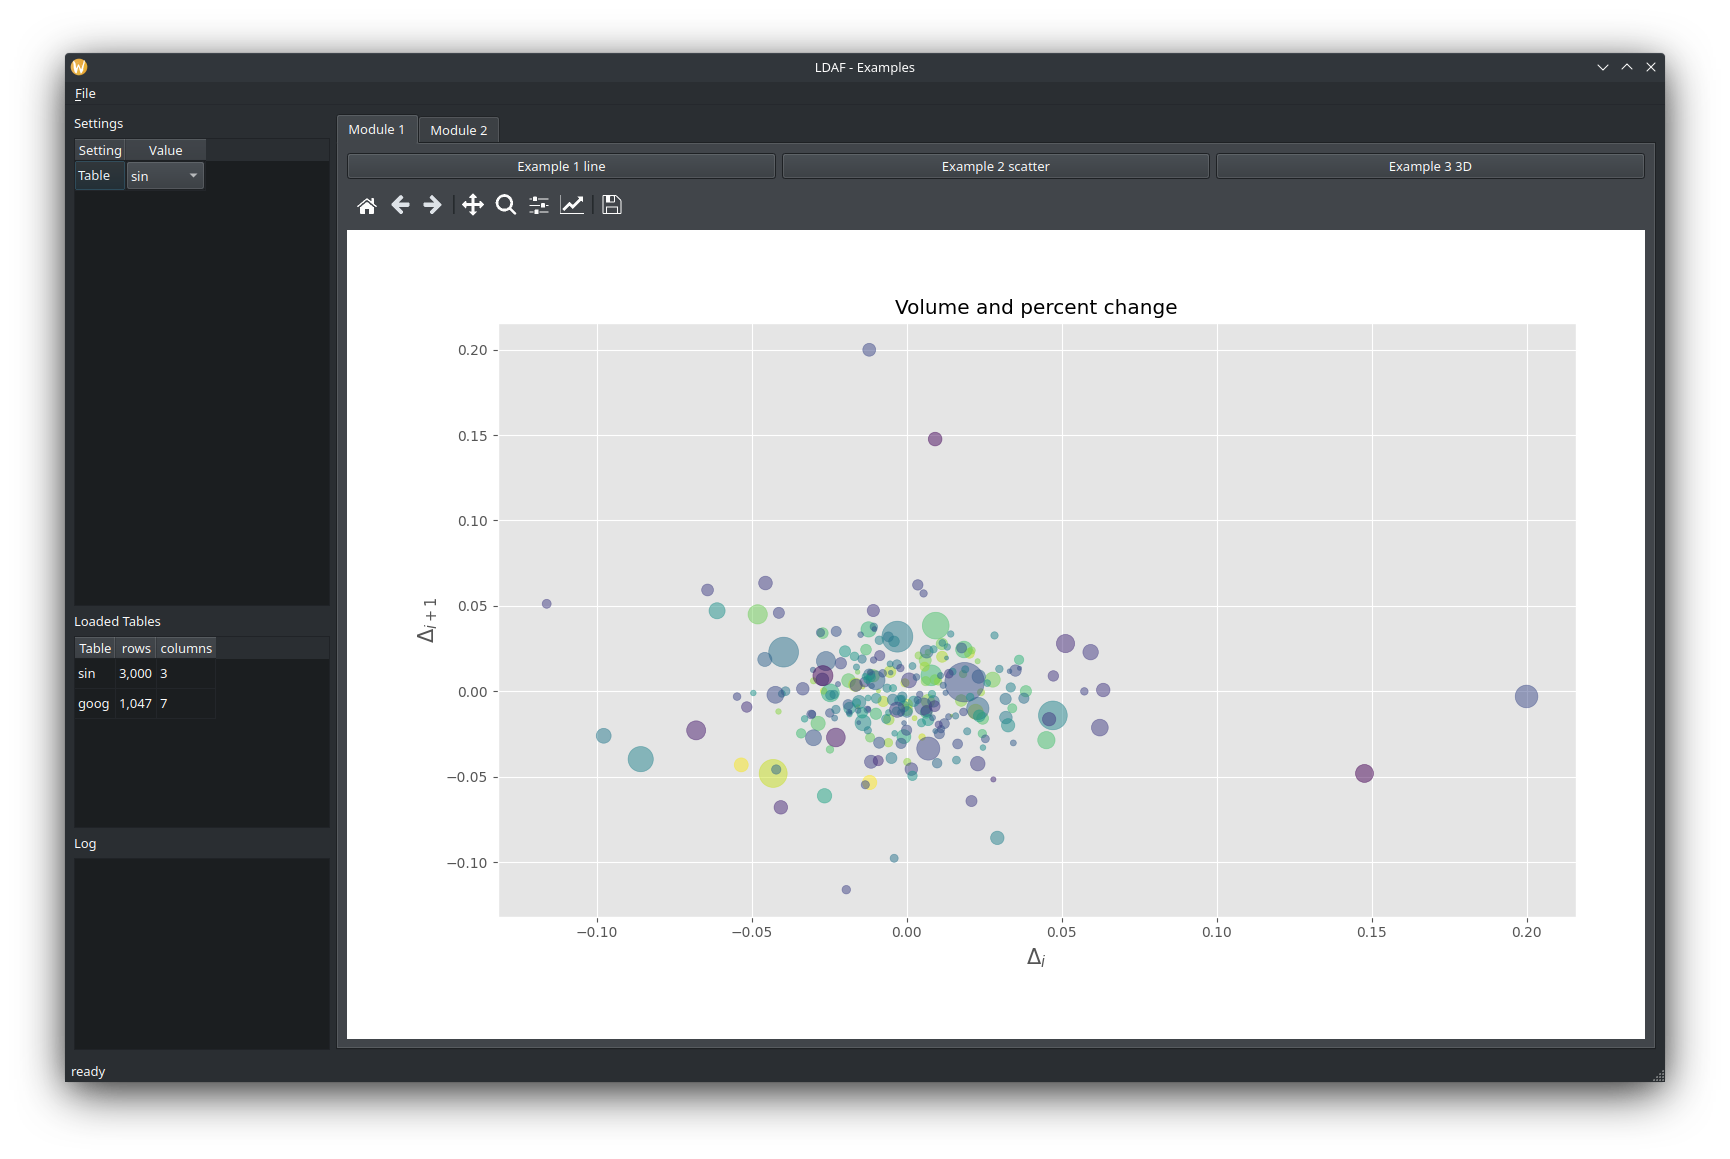 LDAF - Examples
File
Settings
Setting Value
Table sin
Loaded Tables
Table rows columns
sin 3,000 3
goog 1,047 7
Log
ready
Module 1 Module 2
Example 1 line Example 2 scatter Example 3 3D
Volume and percent change
0.20
0.15
0.10
0.05
0.00
−0.05
−0.10
Δi+1
−0.10 −0.05 0.00 0.05 0.10 0.15 0.20
Δi